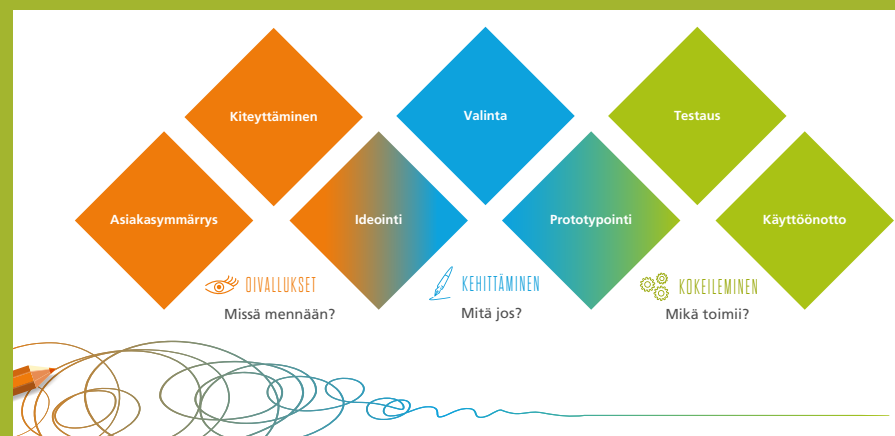 Kiteyttäminen
Valinta
Testaus
Asiakasymmärrys
Ideointi
Prototypointi
Käyttöönotto
OIVALLUKSET
KEHITTÄMINEN
KOKEILEMINEN
Missä mennään?
Mitä jos?
Mikä toimii?